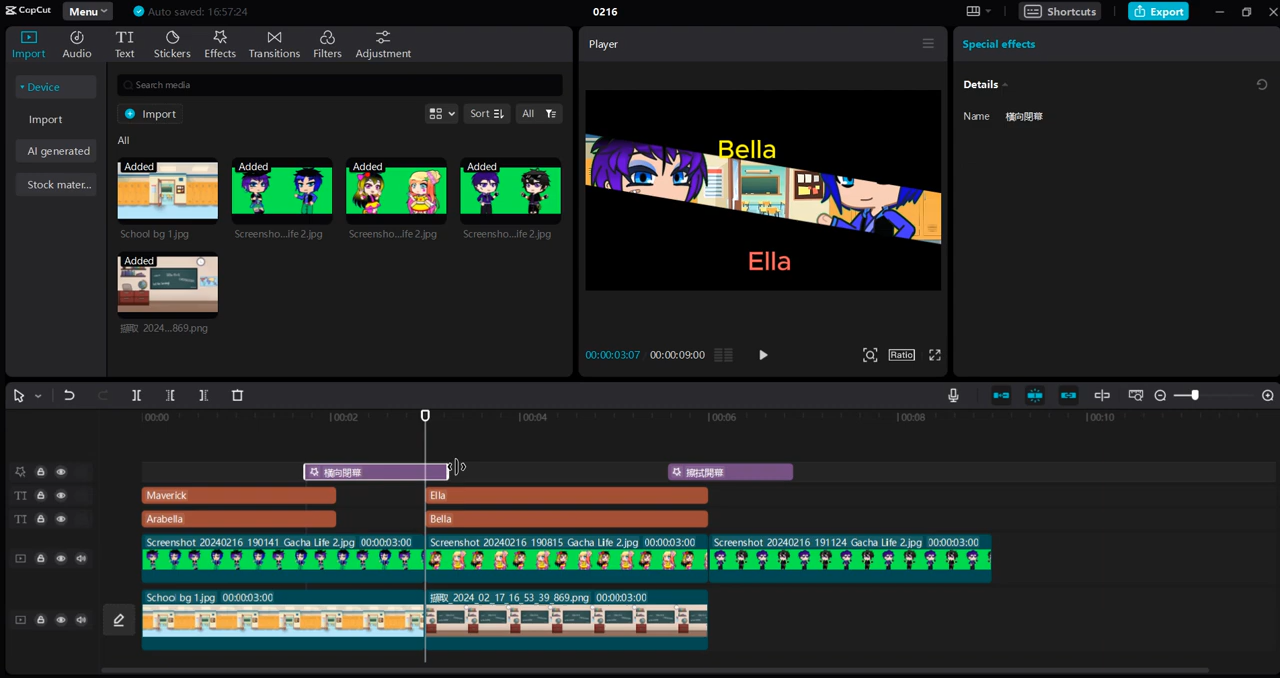 CapCut
Menu
Auto saved: 16:57:24
0216
Shortcuts
Export
Import
Audio
Text
Stickers
Effects
Transitions
Filters
Adjustment
Player
Special effects
Device
Import
AI generated
Stock mater...
Search media
Import
Sort
All
All
Added
Added
Added
Added
School bg 1.jpg
Screensho...ife 2.jpg
Screensho...ife 2.jpg
Screensho...ife 2.jpg
Added
擷取_2024...869.png
Bella
Ella
00:00:03:07
00:00:09:00
Ratio
Details
Name
橫向閉幕
00:00
00:02
00:04
00:06
00:08
00:10
橫向閉幕
擦拭開幕
Maverick
Ella
Arabella
Bella
Screenshot 20240216 190141 Gacha Life 2.jpg 00:00:03:00
Screenshot 20240216 190815 Gacha Life 2.jpg 00:00:03:00
Screenshot 20240216 191124 Gacha Life 2.jpg 00:00:03:00
School bg 1.jpg 00:00:03:00
擷取_2024_02_17_16_53_39_869.png 00:00:03:00